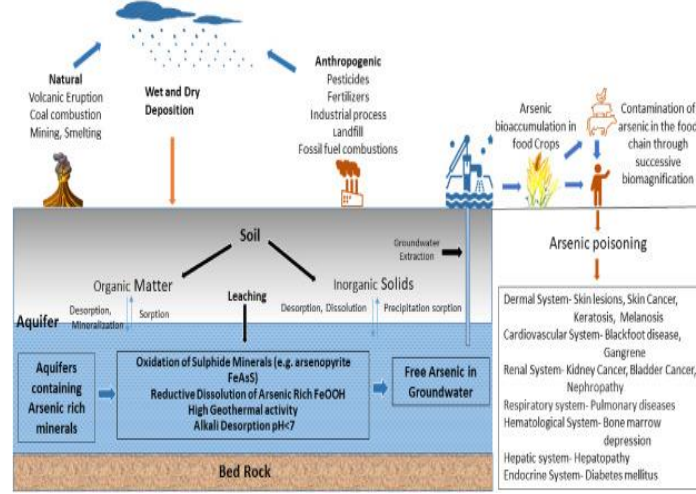 Natural
Volcanic Eruption
Coal combustion
Mining, Smelting
Wet and Dry
Deposition
Anthropogenic
Pesticides
Fertilizers
Industrial process
Landfill
Fossil fuel combustions
Arsenic
bioaccumulation in
food Crops
Contamination of
arsenic in the food
chain through
successive
biomagnification
Soil
Groundwater
Extraction
Organic Matter
Inorganic Solids
Desorption,
Mineralization
Sorption
Leaching
Desorption, Dissolution
Precipitation sorption
Aquifer
Aquifers
containing
Arsenic rich
minerals
Oxidation of Sulphide Minerals (e.g. arsenopyrite
FeAsS)
Reductive Dissolution of Arsenic Rich FeOOH
High Geothermal activity
Alkali Desorption pH<7
Free Arsenic in
Groundwater
Bed Rock
Arsenic poisoning
Dermal System- Skin lesions, Skin Cancer,
Keratosis, Melanosis
Cardiovascular System- Blackfoot disease,
Gangrene
Renal System- Kidney Cancer, Bladder Cancer,
Nephropathy
Respiratory system- Pulmonary diseases
Hematological System- Bone marrow
depression
Hepatic system- Hepatopathy
Endocrine System- Diabetes mellitus